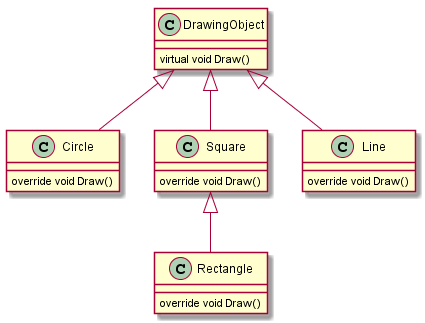 C DrawingObject
virtual void Draw()
C Circle
override void Draw()
C Square
override void Draw()
C Line
override void Draw()
C Rectangle
override void Draw()